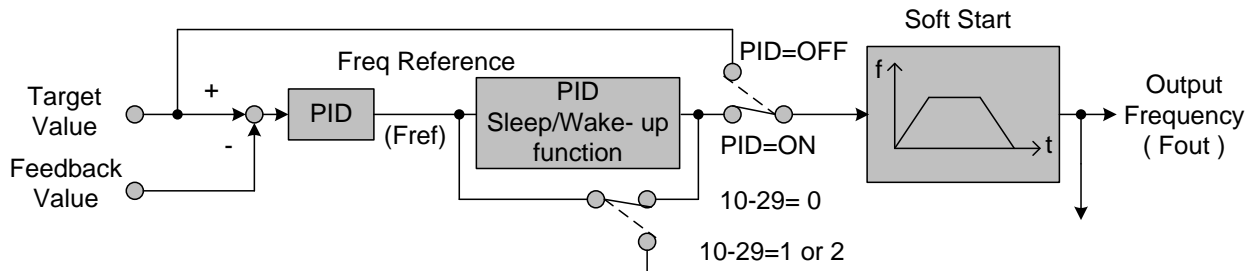 Soft Start
PID=OFF
Freq Reference
f
Target
Value
+
PID
PID
Sleep/Wake- up
function
Output
Frequency
( Fout )
-
(Fref)
PID=ON
t
Feedback
Value
10-29= 0
10-29=1 or 2